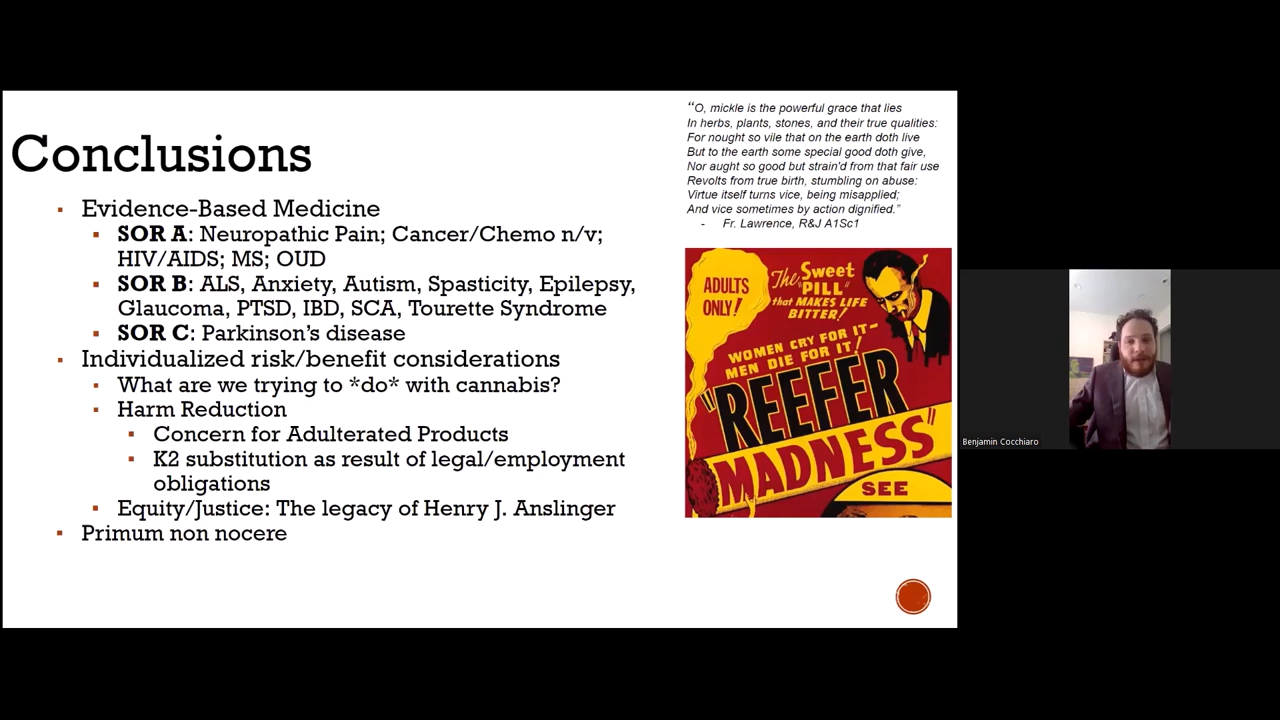 Conclusions
▪ Evidence-Based Medicine
▪ SOR A: Neuropathic Pain; Cancer/Chemo n/v;
HIV/AIDS; MS; OUD
▪ SOR B: ALS, Anxiety, Autism, Spasticity, Epilepsy,
Glaucoma, PTSD, IBD, SCA, Tourette Syndrome
▪ SOR C: Parkinson's disease
▪ Individualized risk/benefit considerations
▪ What are we trying to *do* with cannabis?
▪ Harm Reduction
▪ Concern for Adulterated Products
▪ K2 substitution as result of legal/employment
obligations
▪ Equity/Justice: The legacy of Henry J. Anslinger
▪ Primum non nocere
“O, mickle is the powerful grace that lies
In herbs, plants, stones, and their true qualities:
For nought so vile that on the earth doth live
But to the earth some special good doth give,
Nor aught so good but strain'd from that fair use
Revolts from true birth, stumbling on abuse:
Virtue itself turns vice, being misapplied;
And vice sometimes by action dignified.”
- Fr. Lawrence, R&J A1Sc1
ADULTS
ONLY!
The Sweet
"PILL"
that MAKES LIFE
BITTER!
WOMEN CRY FOR IT-
MEN DIE FOR IT!
"REEFER
MADNESS"
SEE
Benjamin Cocchiaro